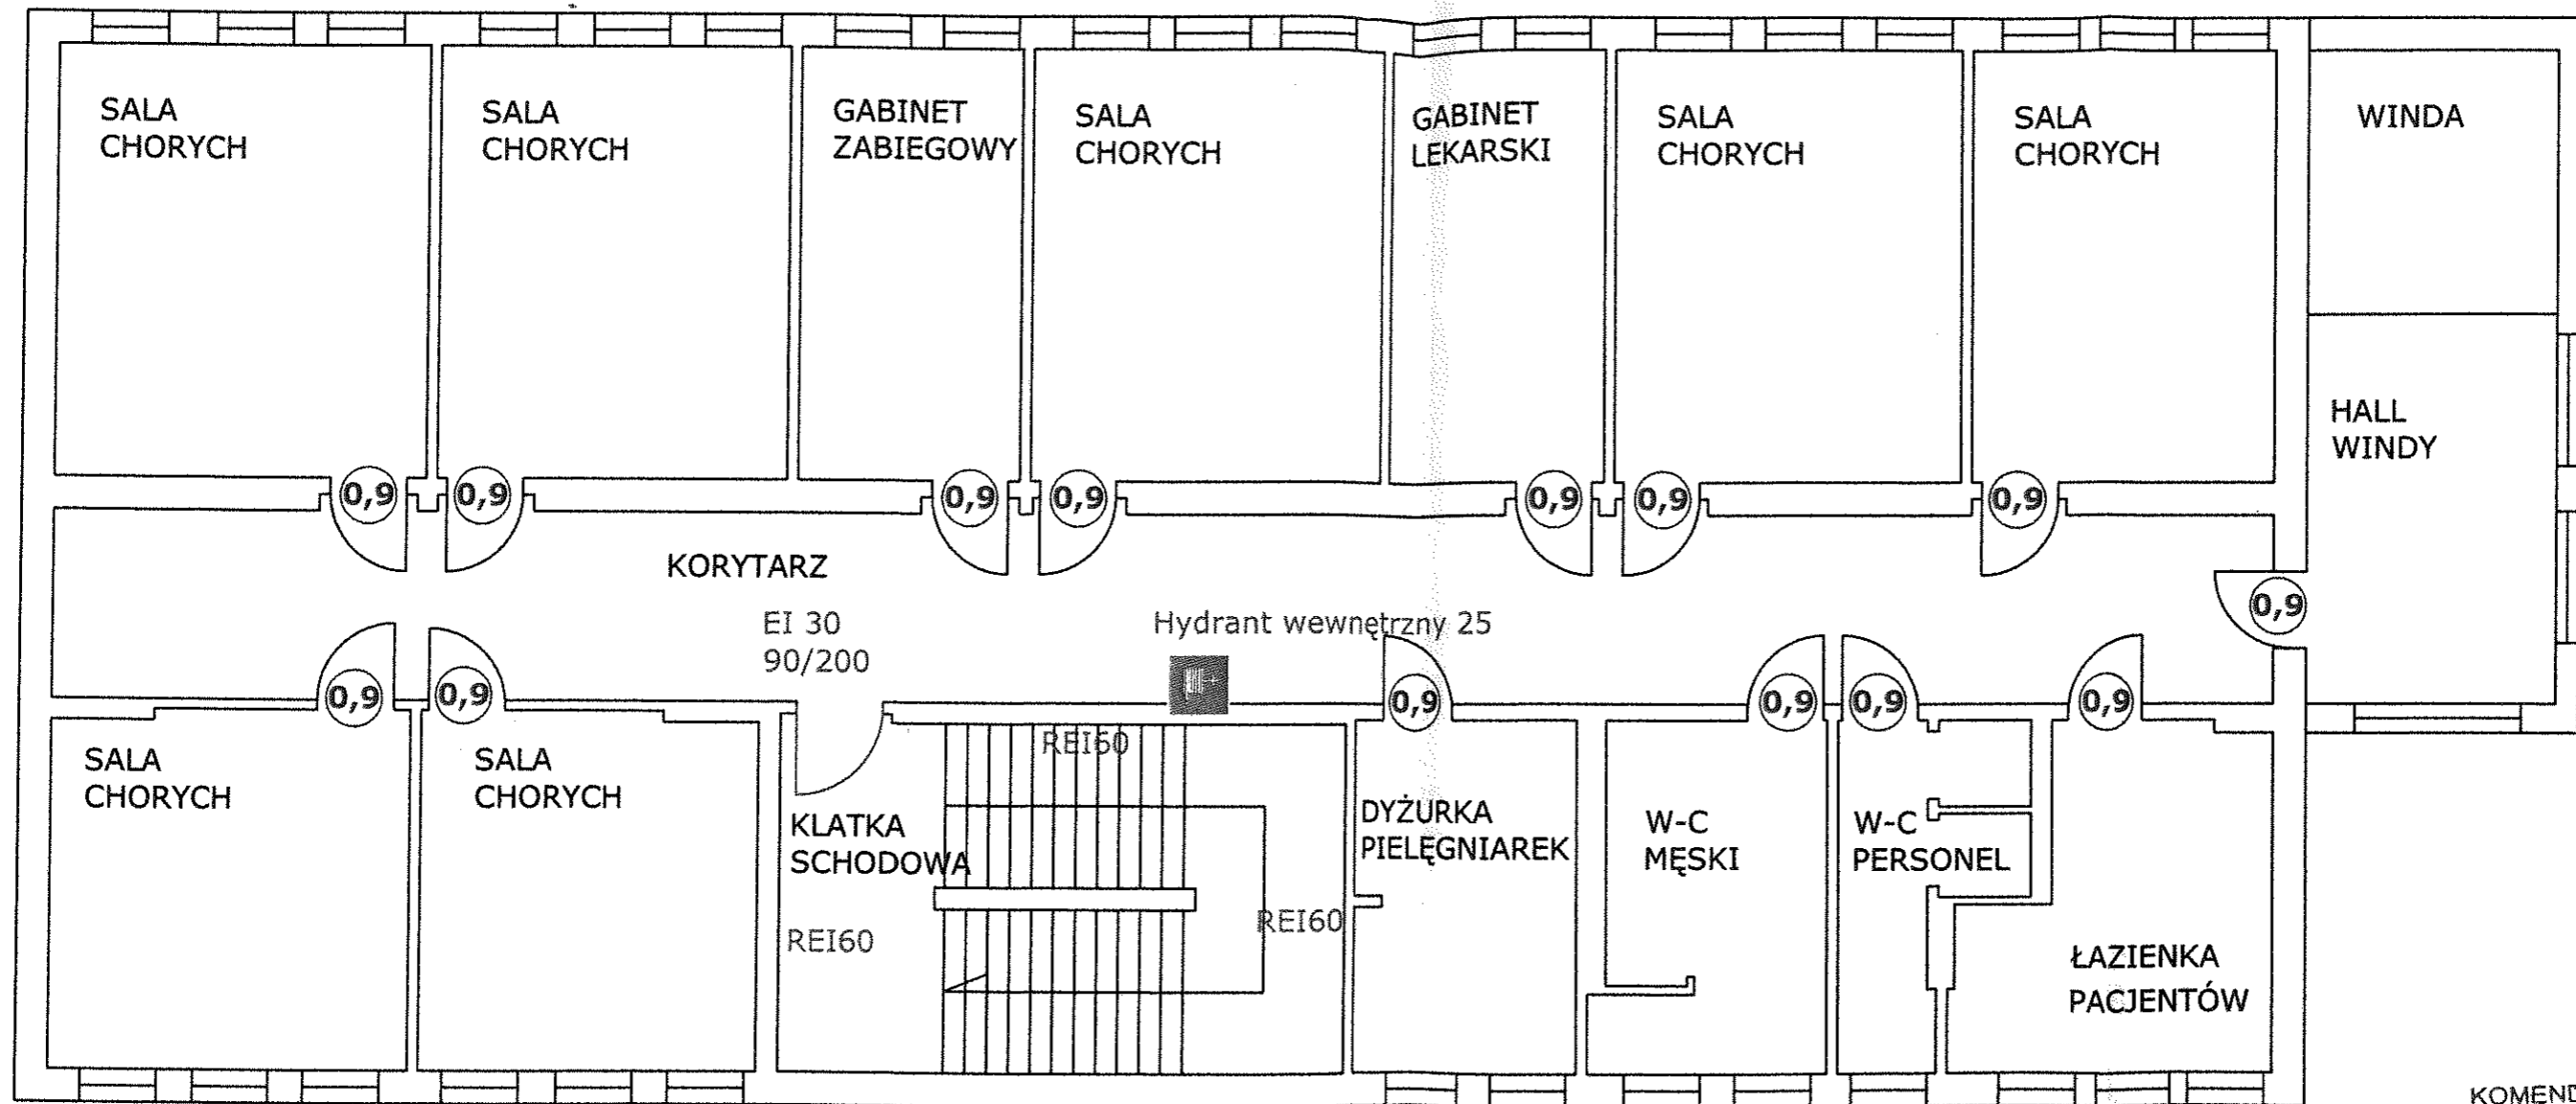 SALA
CHORYCH
SALA
CHORYCH
GABINET
ZABIEGOWY
SALA
CHORYCH
GABINET
LEKARSKI
SALA
CHORYCH
SALA
CHORYCH
WINDA
HALL
WINDY
0,9
0,9
0,9
0,9
0,9
0,9
0,9
KORYTARZ
EI 30
90/200
Hydrant wewnętrzny 25
0,9
0,9
0,9
0,9
0,9
0,9
0,9
SALA
CHORYCH
SALA
CHORYCH
KLATKA
SCHODOWA
REI60
REI60
REI60
DYŻURKA
PIELĘGNIAREK
W-C
MĘSKI
W-C
PERSONEL
ŁAZIENKA
PACJENTÓW
KOMEND